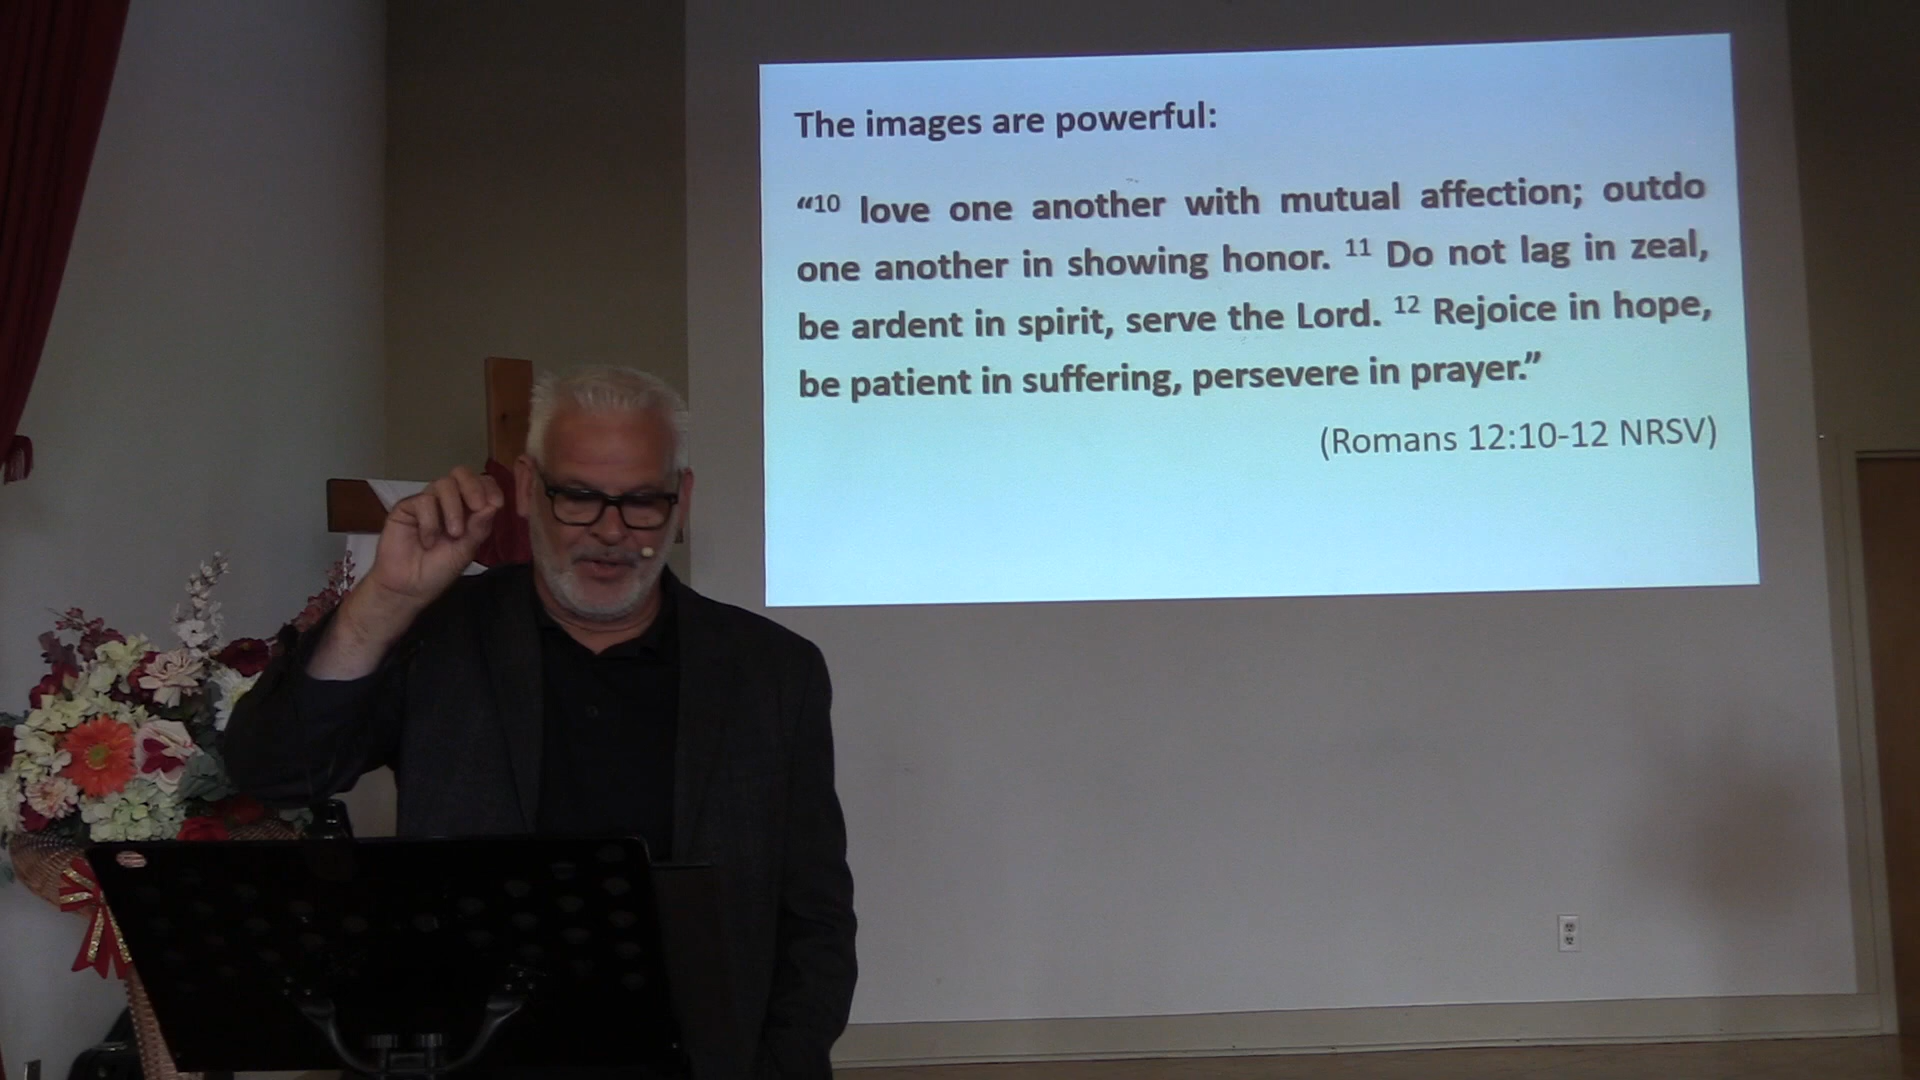 The images are powerful:
“10 love one another with mutual affection; outdo
one another in showing honor. 11 Do not lag in zeal,
be ardent in spirit, serve the Lord. 12 Rejoice in hope,
be patient in suffering, persevere in prayer.”
(Romans 12:10-12 NRSV)